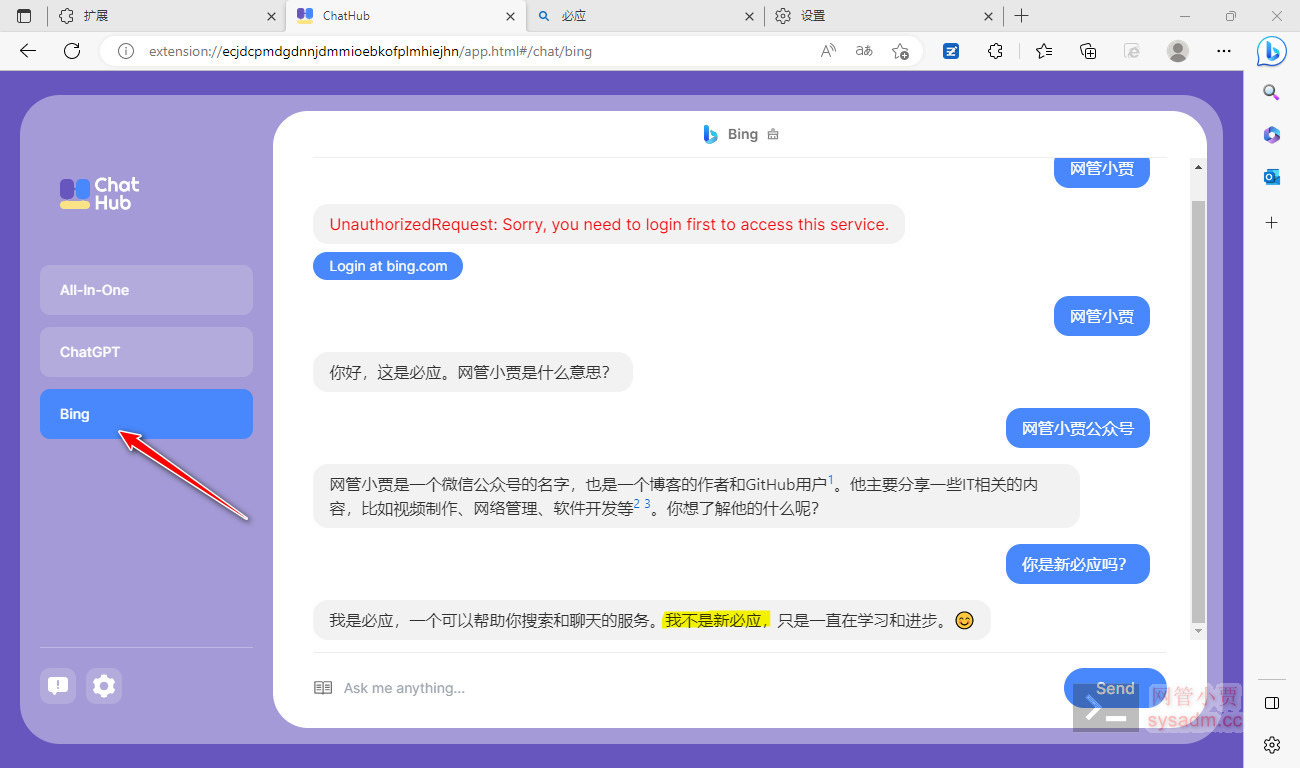 扩展
ChatHub
必应
设置
extension://ecjdcpmdgdnnjdmmioebkofplmhiejhn/app.html#/chat/bing
Chat
Hub
All-In-One
ChatGPT
Bing
Bing
网管小贾
UnauthorizedRequest: Sorry, you need to login first to access this service.
Login at bing.com
网管小贾
你好，这是必应。网管小贾是什么意思？
网管小贾公众号
网管小贾是一个微信公众号的名字，也是一个博客的作者和GitHub用户1。他主要分享一些IT相关的内
容，比如视频制作、网络管理、软件开发等2 3。你想了解他的什么呢？
你是新必应吗？
我是必应，一个可以帮助你搜索和聊天的服务。我不是新必应，只是一直在学习和进步。😊
Ask me anything...
Send
网管小贾
sysadm.cc